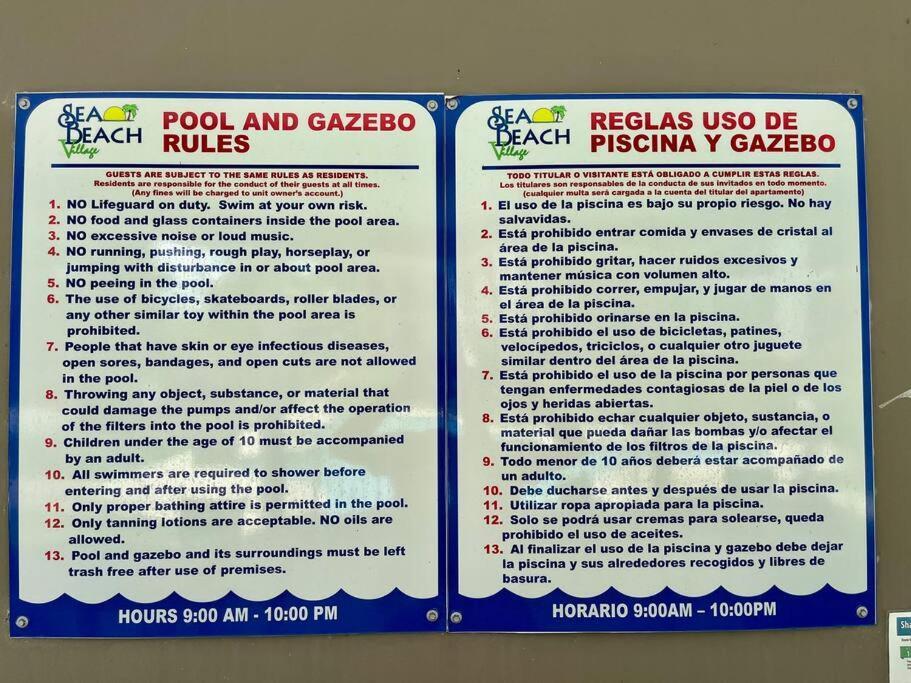 SEA
BEACH
Village
POOL AND GAZEBO
RULES
GUESTS ARE SUBJECT TO THE SAME RULES AS RESIDENTS.
Residents are responsible for the conduct of their guests at all times.
(Any fines will be charged to unit owner's account.)
1. NO Lifeguard on duty. Swim at your own risk.
2. NO food and glass containers inside the pool area.
3. NO excessive noise or loud music.
4. NO running, pushing, rough play, horseplay, or
jumping with disturbance in or about pool area.
5. NO peeing in the pool.
6. The use of bicycles, skateboards, roller blades, or
any other similar toy within the pool area is
prohibited.
7. People that have skin or eye infectious diseases,
open sores, bandages, and open cuts are not allowed
in the pool.
8. Throwing any object, substance, or material that
could damage the pumps and/or affect the operation
of the filters into the pool is prohibited.
9. Children under the age of 10 must be accompanied
by an adult.
10. All swimmers are required to shower before
entering and after using the pool.
11. Only proper bathing attire is permitted in the pool.
12. Only tanning lotions are acceptable. NO oils are
allowed.
13. Pool and gazebo and its surroundings must be left
trash free after use of premises.
HOURS 9:00 AM - 10:00 PM
SEA
BEACH
Village
REGLAS USO DE
PISCINA Y GAZEBO
TODO TITULAR O VISITANTE ESTÁ OBLIGADO A CUMPLIR ESTAS REGLAS.
Los titulares son responsables de la conducta de sus invitados en todo momento.
(cualquier multa será cargada a la cuenta del titular del apartamento)
1. El uso de la piscina es bajo su propio riesgo. No hay
salvavidas.
2. Está prohibido entrar comida y envases de cristal al
área de la piscina.
3. Está prohibido gritar, hacer ruidos excesivos y
mantener música con volumen alto.
4. Está prohibido correr, empujar, y jugar de manos en
el área de la piscina.
5. Está prohibido orinarse en la piscina.
6. Está prohibido el uso de bicicletas, patines,
velocípedos, triciclos, o cualquier otro juguete
similar dentro del área de la piscina.
7. Está prohibido el uso de la piscina por personas que
tengan enfermedades contagiosas de la piel o de los
ojos y heridas abiertas.
8. Está prohibido echar cualquier objeto, sustancia, o
material que pueda dañar las bombas y/o afectar el
funcionamiento de los filtros de la piscina.
9. Todo menor de 10 años deberá estar acompañado de
un adulto.
10. Debe ducharse antes y después de usar la piscina.
11. Utilizar ropa apropiada para la piscina.
12. Solo se podrá usar cremas para solearse, queda
prohibido el uso de aceites.
13. Al finalizar el uso de la piscina y gazebo debe dejar
la piscina y sus alrededores recogidos y libres de
basura.
HORARIO 9:00AM – 10:00PM
Sha